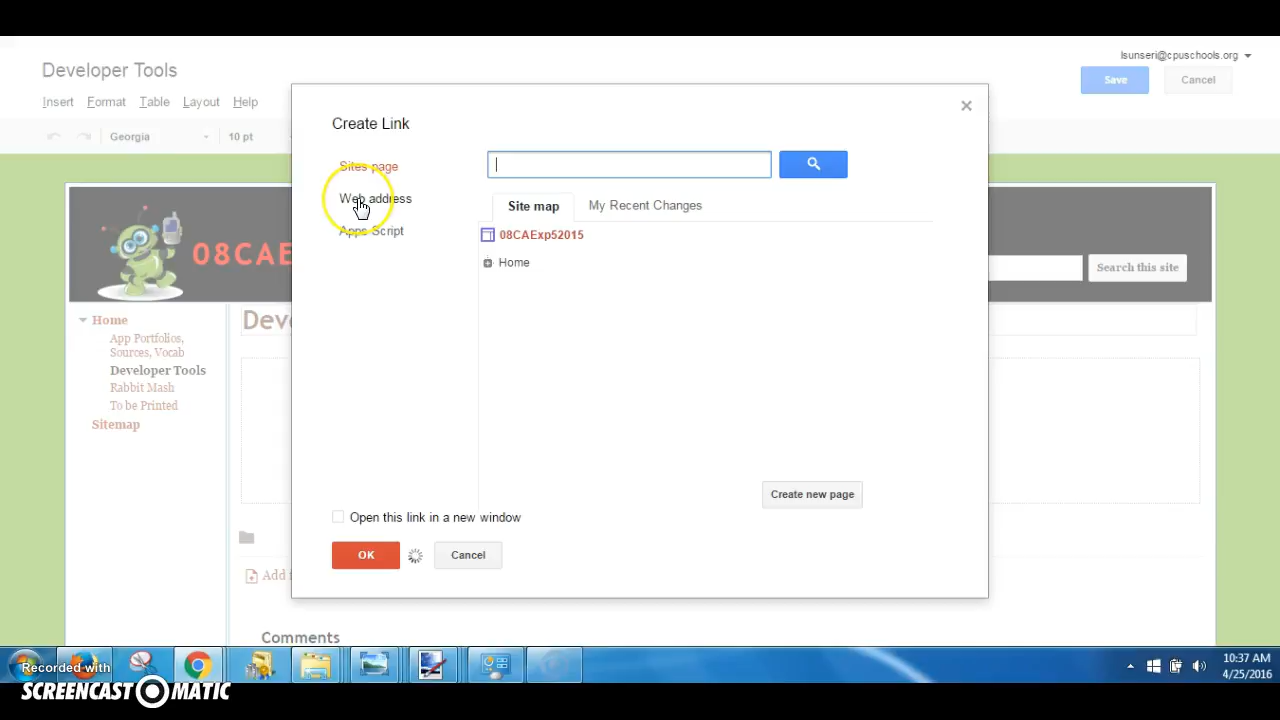 Developer Tools
lsunseri@cpuschools.org
Save
Cancel
Insert
Format
Table
Layout
Help
Georgia
10 pt
Create Link
Sites page
Web address
Apps Script
Site map
My Recent Changes
08CAExp52015
Home
Create new page
Open this link in a new window
OK
Cancel
08CAE
Search this site
Home
App Portfolios,
Sources, Vocab
Developer Tools
Rabbit Mash
To be Printed
Sitemap
Dev
Add f
Comments
Recorded with
SCREENCAST-O-MATIC
10:37 AM
4/25/2016